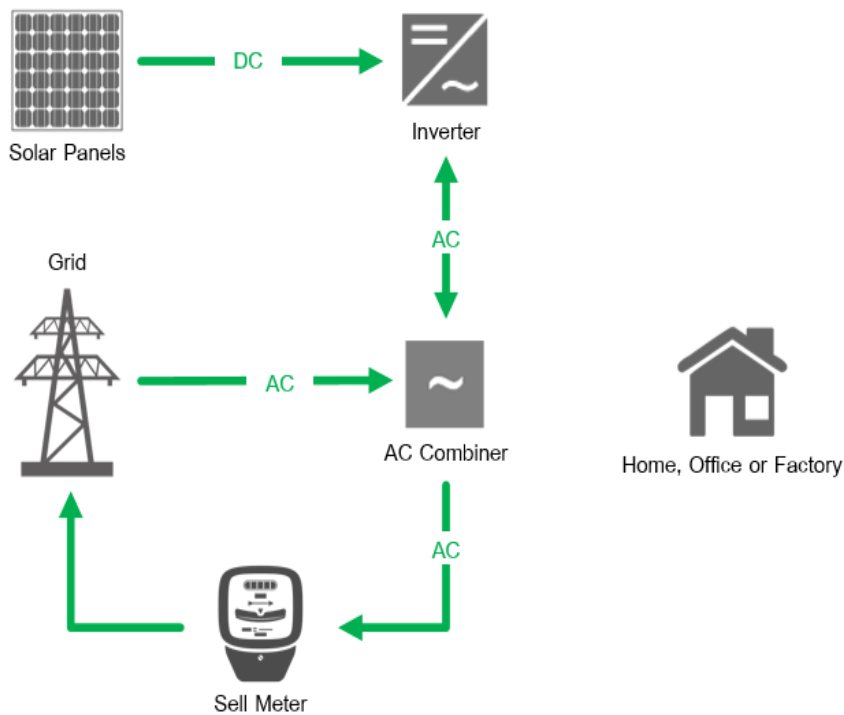 DC
Solar Panels
Inverter
AC
Grid
AC
AC Combiner
Home, Office or Factory
AC
Sell Meter